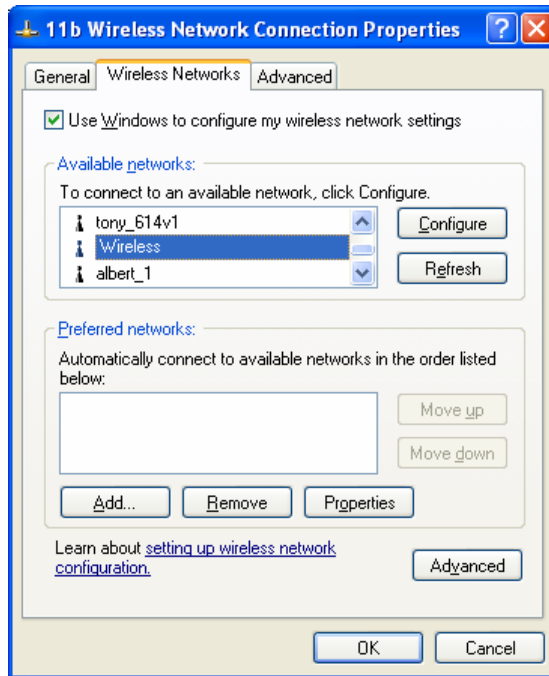 11b Wireless Network Connection Properties
General Wireless Networks Advanced
Use Windows to configure my wireless network settings
Available networks:
To connect to an available network, click Configure.
tony_614v1
Wireless
albert_1
Configure
Refresh
Preferred networks:
Automatically connect to available networks in the order listed
below:
Move up
Move down
Add... Remove Properties
Learn about setting up wireless network
configuration.
Advanced
OK Cancel